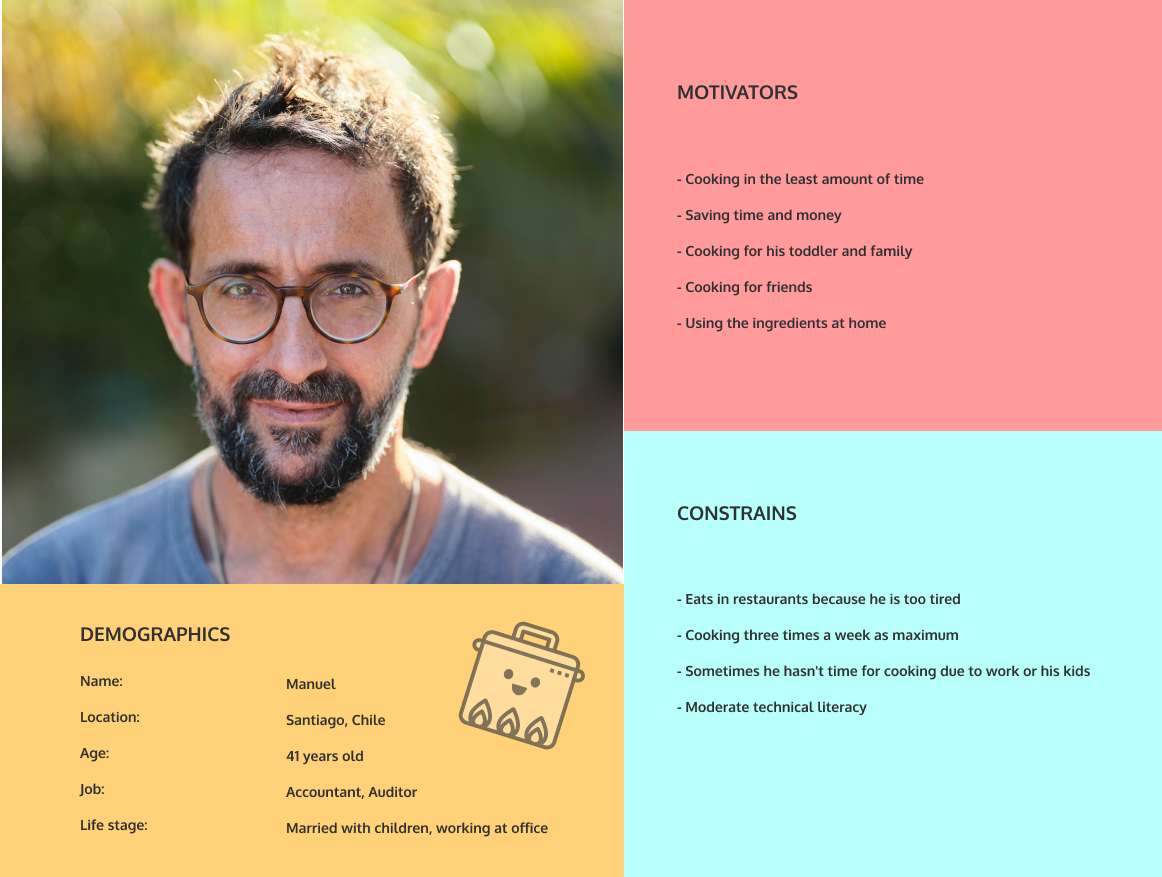 MOTIVATORS
- Cooking in the least amount of time
- Saving time and money
- Cooking for his toddler and family
- Cooking for friends
- Using the ingredients at home
CONSTRAINS
- Eats in restaurants because he is too tired
- Cooking three times a week as maximum
- Sometimes he hasn't time for cooking due to work or his kids
- Moderate technical literacy
DEMOGRAPHICS
Name: Manuel
Location: Santiago, Chile
Age: 41 years old
Job: Accountant, Auditor
Life stage: Married with children, working at office